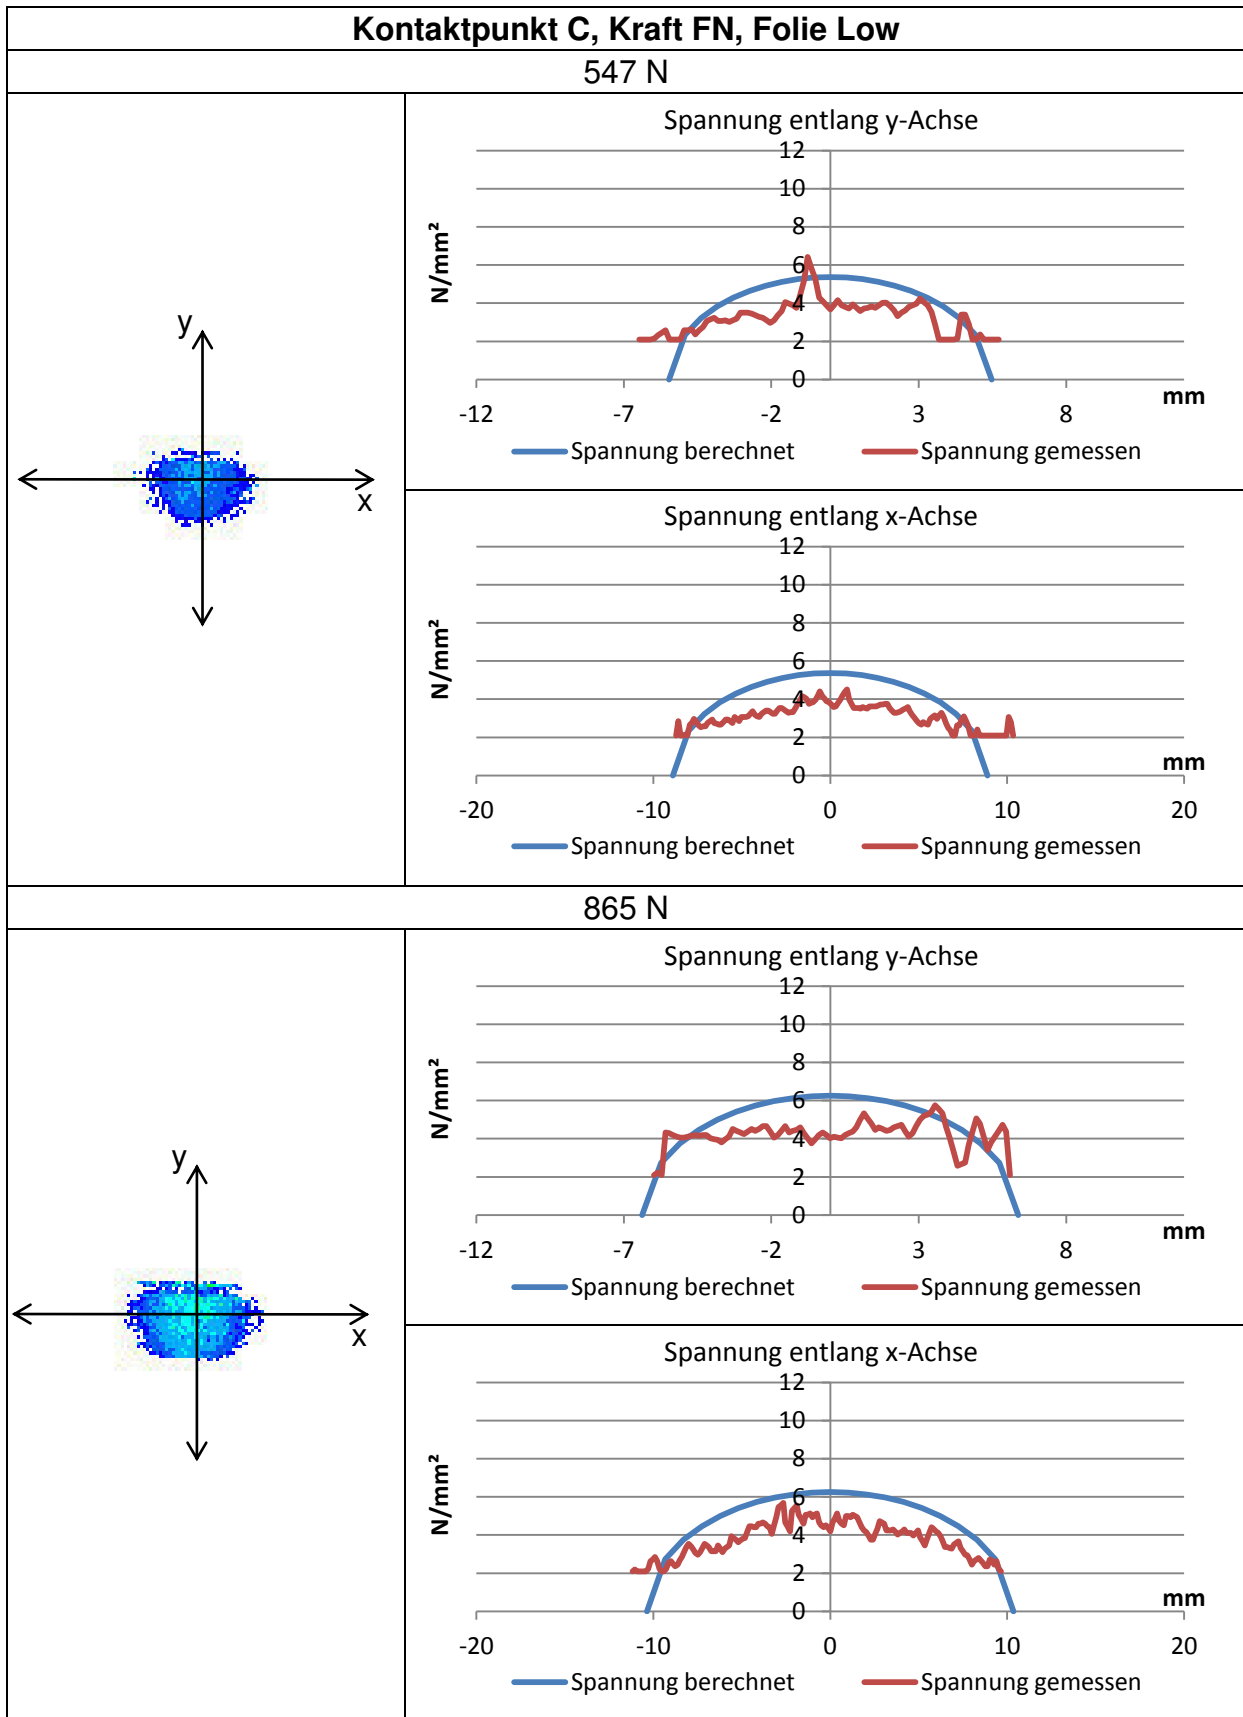 Kontaktpunkt C, Kraft FN, Folie Low
547 N
y
x
Spannung entlang y-Achse
N/mm²
12
10
8
6
4
2
0
-12 -7 -2 3 8
mm
Spannung berechnet Spannung gemessen
Spannung entlang x-Achse
N/mm²
12
10
8
6
4
2
0
-20 -10 0 10 20
mm
Spannung berechnet Spannung gemessen
865 N
y
x
Spannung entlang y-Achse
N/mm²
12
10
8
6
4
2
0
-12 -7 -2 3 8
mm
Spannung berechnet Spannung gemessen
Spannung entlang x-Achse
N/mm²
12
10
8
6
4
2
0
-20 -10 0 10 20
mm
Spannung berechnet Spannung gemessen